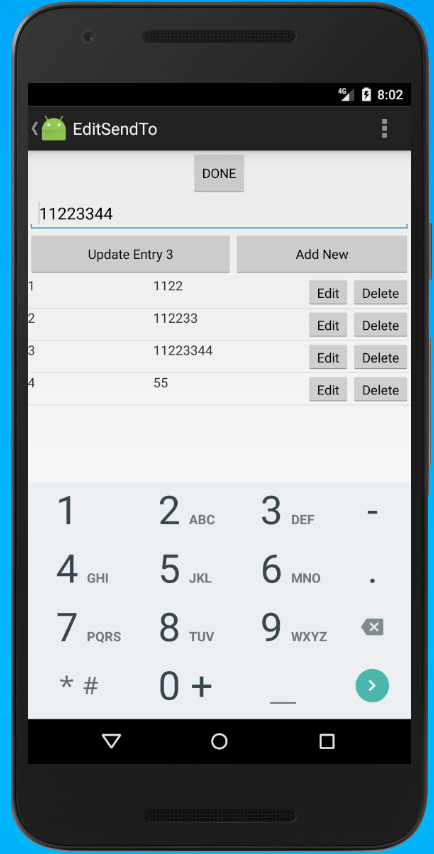 4G 8:02
EditSendTo
DONE
11223344
Update Entry 3 Add New
1 1122 Edit Delete
2 112233 Edit Delete
3 11223344 Edit Delete
4 55 Edit Delete
1 2 ABC 3 DEF -
4 GHI 5 JKL 6 MNO .
7 PQRS 8 TUV 9 WXYZ
* # 0 + _